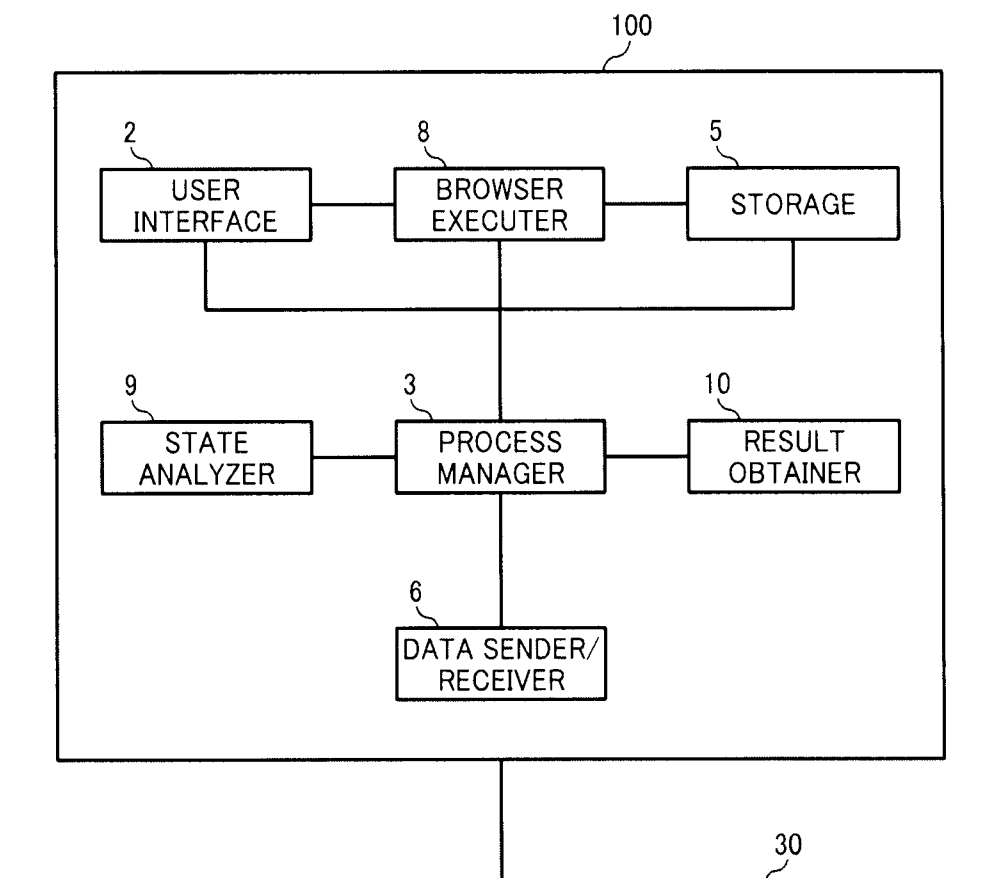 100
2
8
5
USER
INTERFACE
BROWSER
EXECUTER
STORAGE
9
3
10
STATE
ANALYZER
PROCESS
MANAGER
RESULT
OBTAINER
6
DATA SENDER/
RECEIVER
30